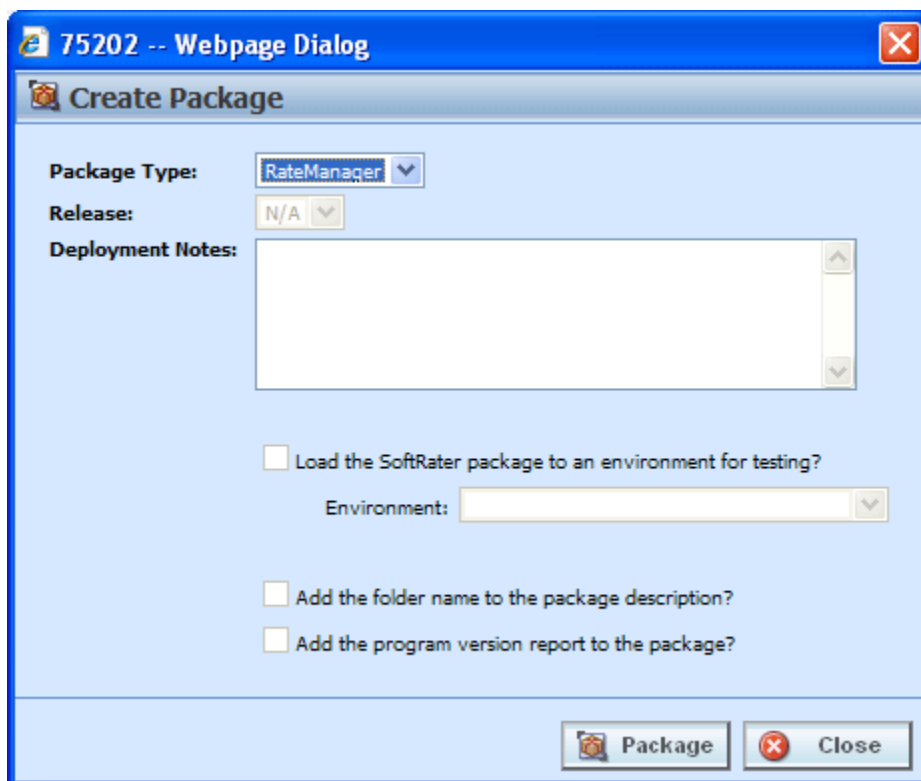 75202 -- Webpage Dialog
Create Package
Package Type: RateManager
Release: N/A
Deployment Notes:
Load the SoftRater package to an environment for testing?
Environment:
Add the folder name to the package description?
Add the program version report to the package?
Package Close